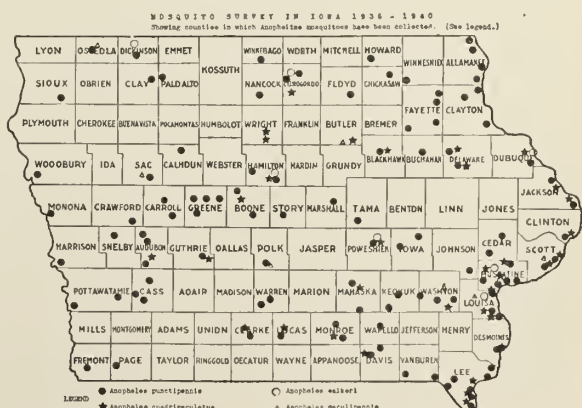 MOSQUITO SURVEY IN IOWA 1936 - 1940
Showing counties in which Anopheline mosquitoes have been collected. (See legend.)
LYON OSCEOLA DICKINSON EMMET WINNEBAGO WORTH MITCHELL HOWARD WINNESHIEK ALLAMAKEE
KOSSUTH
SIOUX OBRIEN CLAY PALO ALTO HANCOCK CERRO GORDO FLOYD CHICKASAW
PLYMOUTH CHEROKEE BUENA VISTA POCAHONTAS HUMBOLDT WRIGHT FRANKLIN BUTLER BREMER FAYETTE CLAYTON
WOODBURY IDA SAC CALHOUN WEBSTER HAMILTON HARDIN GRUNDY BLACKHAWK BUCHANAN DELAWARE DUBUQUE
JACKSON
MONONA CRAWFORD CARROLL GREENE BOONE STORY MARSHALL TAMA BENTON LINN JONES
CLINTON
HARRISON SHELBY AUDUBON GUTHRIE DALLAS POLK JASPER POWESHIEK IOWA JOHNSON CEDAR SCOTT
MUSCATINE
POTTAWATAMIE CASS ADAIR MADISON WARREN MARION MAHASKA KEOKUK WASHINGTON
LOUISA
MILLS MONTGOMERY ADAMS UNION CLARKE LUCAS MONROE WAPELLO JEFFERSON HENRY DESMOINES
FREMONT PAGE TAYLOR RINGGOLD DECATUR WAYNE APPANOOSE DAVIS VANBUREN LEE
LEGEND
Anopheles punctipennis Anopheles walkeri
Anopheles quadrimaculatus Anopheles maculipennis